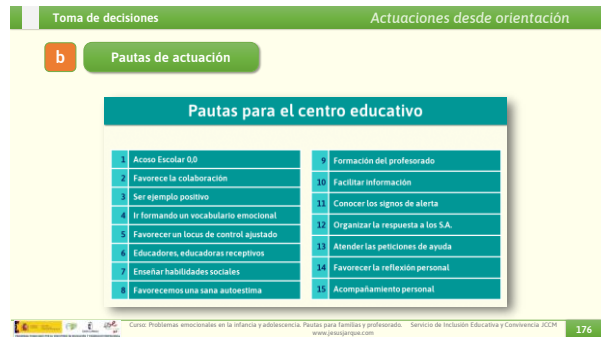 Toma de decisiones
Actuaciones desde orientación
b
Pautas de actuación
Pautas para el centro educativo
1 Acoso Escolar 0,0
2 Favorece la colaboración
3 Ser ejemplo positivo
4 Ir formando un vocabulario emocional
5 Favorecer un locus de control ajustado
6 Educadores, educadoras receptivos
7 Enseñar habilidades sociales
8 Favorecemos una sana autoestima
9 Formación del profesorado
10 Facilitar información
11 Conocer los signos de alerta
12 Organizar la respuesta a los S.A.
13 Atender las peticiones de ayuda
14 Favorecer la reflexión personal
15 Acompañamiento personal
Curso: Problemas emocionales en la infancia y adolescencia. Pautas para familias y profesorado. Servicio de Inclusión Educativa y Convivencia JCCM
www.jesusjarque.com
176